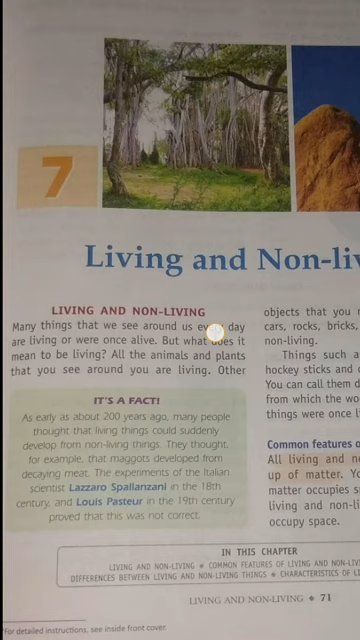 7
Living and Non-liv
LIVING AND NON-LIVING
Many things that we see around us every day
are living or were once alive. But what does it
mean to be living? All the animals and plants
that you see around you are living. Other
IT'S A FACT!
As early as about 200 years ago, many people
thought that living things could suddenly
develop from non-living things. They thought,
for example, that maggots developed from
decaying meat. The experiments of the Italian
scientist Lazzaro Spallanzani in the 18th
century, and Louis Pasteur in the 19th century
proved that this was not correct.
objects that you
cars, rocks, bricks,
non-living.
Things such a
hockey sticks and
You can call them d
from which the wo
things were once li
Common features o
All living and no
up of matter. Yo
matter occupies s
living and non-li
occupy space.
IN THIS CHAPTER
LIVING AND NON-LIVING ● COMMON FEATURES OF LIVING AND NON-LIV
DIFFERENCES BETWEEN LIVING AND NON-LIVING THINGS ● CHARACTERISTICS OF LI
LIVING AND NON-LIVING ● 71
*For detailed instructions, see inside front cover.